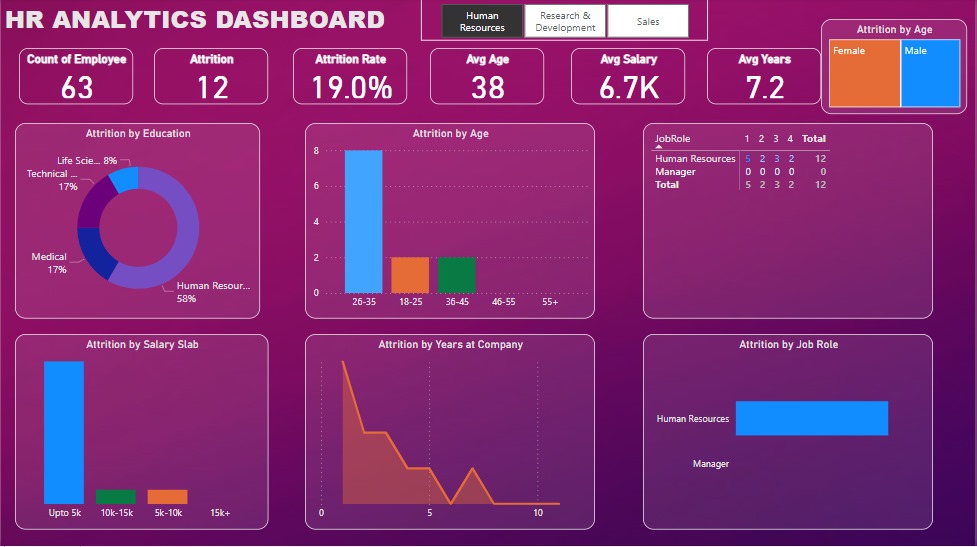 HR ANALYTICS DASHBOARD
Human
Resources
Research &
Development
Sales
Count of Employee
63
Attrition
12
Attrition Rate
19.0%
Avg Age
38
Avg Salary
6.7K
Avg Years
7.2
Attrition by Age
Female
Male
Attrition by Education
Life Scie... 8%
Technical ...
17%
Medical
17%
Human Resour...
58%
Attrition by Age
8
6
4
2
0
26-35 18-25 36-45 46-55 55+
JobRole 1 2 3 4 Total
Human Resources 5 2 3 2 12
Manager 0 0 0 0 0
Total 5 2 3 2 12
Attrition by Salary Slab
Upto 5k 10k-15k 5k-10k 15k+
Attrition by Years at Company
0 5 10
Attrition by Job Role
Human Resources
Manager